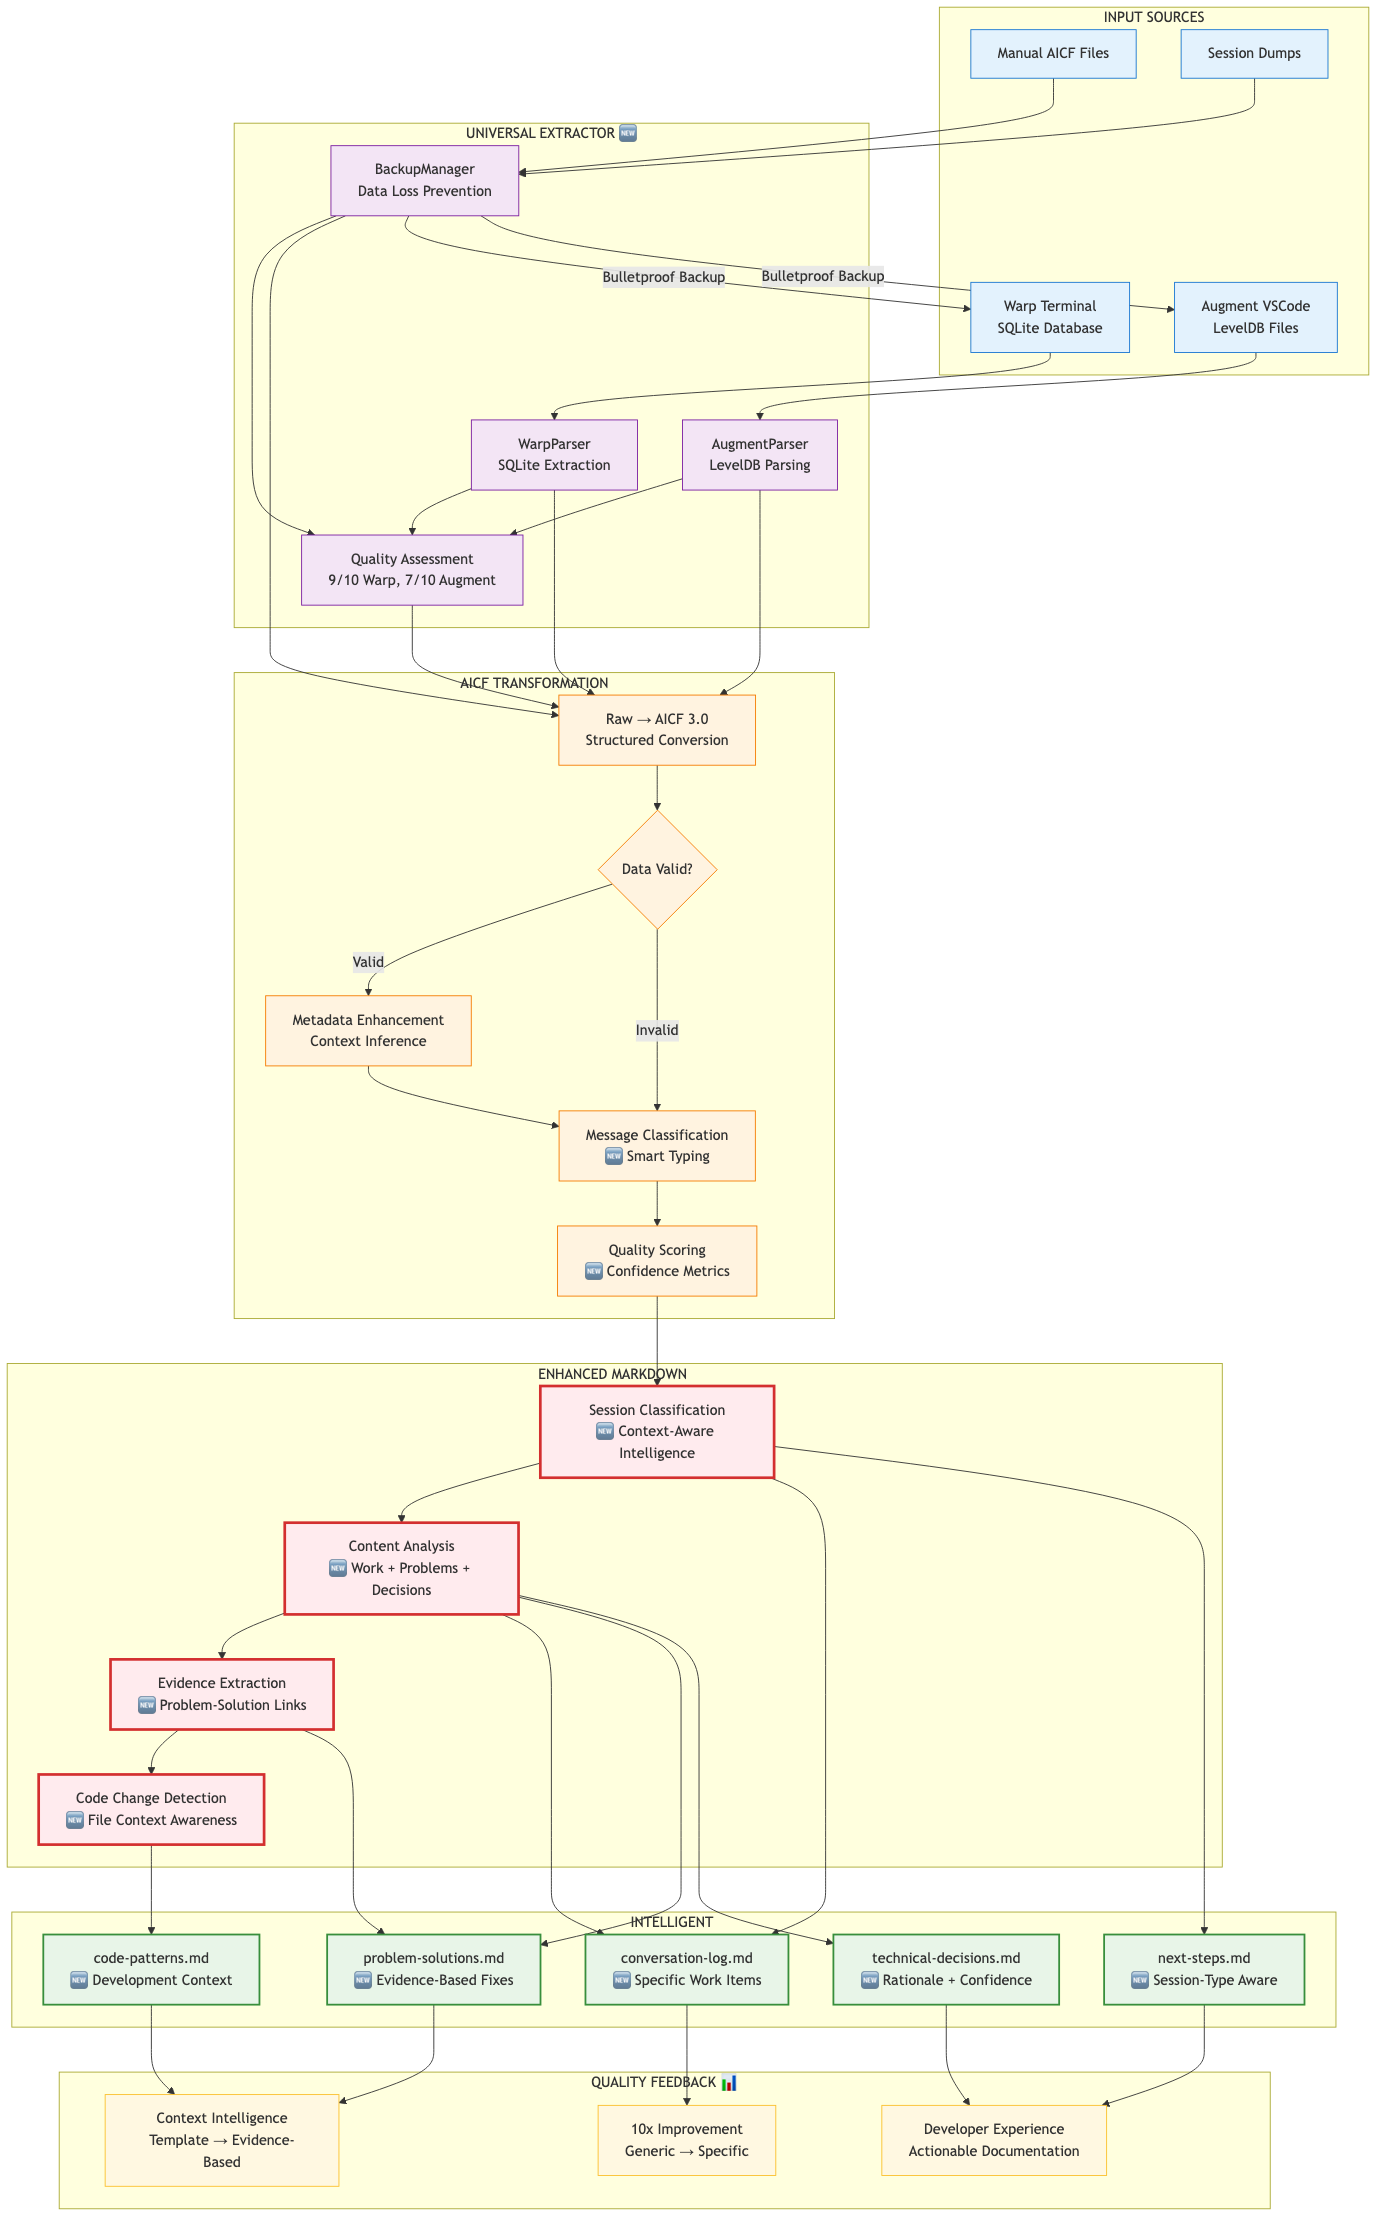 INPUT SOURCES
Manual AICF Files
Session Dumps
UNIVERSAL EXTRACTOR 🆕
BackupManager
Data Loss Prevention
Bulletproof Backup
Bulletproof Backup
Warp Terminal
SQLite Database
Augment VSCode
LevelDB Files
WarpParser
SQLite Extraction
AugmentParser
LevelDB Parsing
Quality Assessment
9/10 Warp, 7/10 Augment
AICF TRANSFORMATION
Raw → AICF 3.0
Structured Conversion
Data Valid?
Valid
Metadata Enhancement
Context Inference
Invalid
Message Classification
🆕 Smart Typing
Quality Scoring
🆕 Confidence Metrics
ENHANCED MARKDOWN
Session Classification
🆕 Context-Aware
Intelligence
Content Analysis
🆕 Work + Problems +
Decisions
Evidence Extraction
🆕 Problem-Solution Links
Code Change Detection
🆕 File Context Awareness
INTELLIGENT
code-patterns.md
🆕 Development Context
problem-solutions.md
🆕 Evidence-Based Fixes
conversation-log.md
🆕 Specific Work Items
technical-decisions.md
🆕 Rationale + Confidence
next-steps.md
🆕 Session-Type Aware
QUALITY FEEDBACK 📊
Context Intelligence
Template → Evidence-
Based
10x Improvement
Generic → Specific
Developer Experience
Actionable Documentation